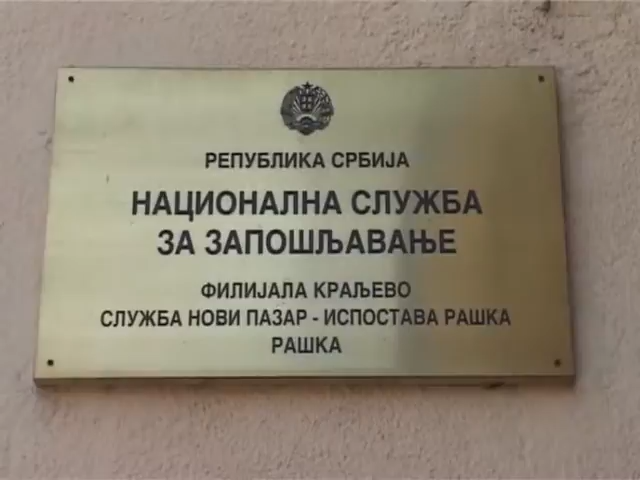 РЕПУБЛИКА СРБИЈА
НАЦИОНАЛНА СЛУЖБА
ЗА ЗАПОШЉАВАЊЕ
ФИЛИЈАЛА КРАЉЕВО
СЛУЖБА НОВИ ПАЗАР - ИСПОСТАВА РАШКА
РАШКА